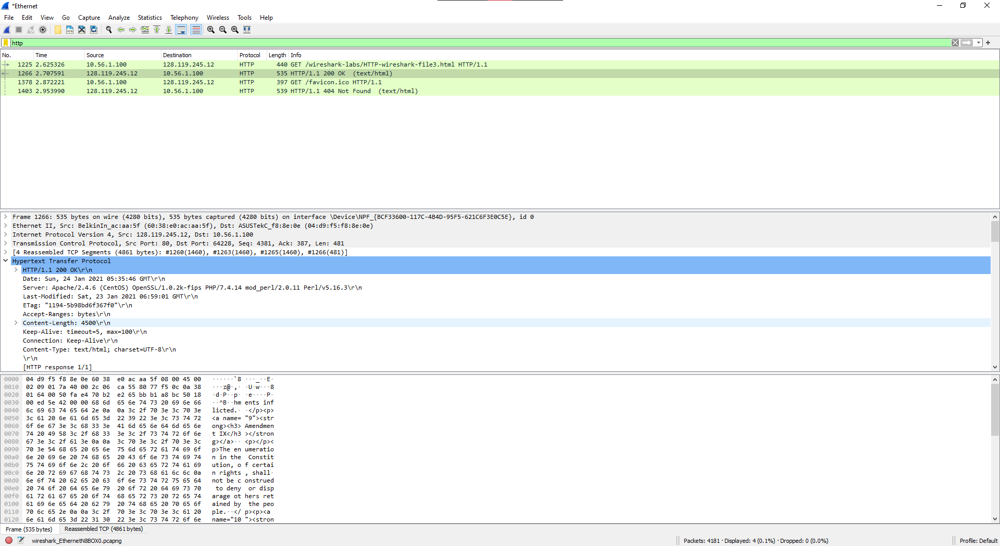 *Ethernet
File Edit View Go Capture Analyze Statistics Telephony Wireless Tools Help
http
No. Time Source Destination Protocol Length Info
1225 2.625326 10.56.1.100 128.119.245.12 HTTP 440 GET /wireshark-labs/HTTP-wireshark-file3.html HTTP/1.1
1266 2.707591 128.119.245.12 10.56.1.100 HTTP 535 HTTP/1.1 200 OK (text/html)
1378 2.872221 10.56.1.100 128.119.245.12 HTTP 397 GET /favicon.ico HTTP/1.1
1403 2.953990 128.119.245.12 10.56.1.100 HTTP 539 HTTP/1.1 404 Not Found (text/html)
Frame 1266: 535 bytes on wire (4280 bits), 535 bytes captured (4280 bits) on interface \Device\NPF_{BCF33600-117C-4B4D-95F5-621C6F3E0C5E}, id 0
Ethernet II, Src: BelkinIn_ac:aa:5f (60:38:e0:ac:aa:5f), Dst: ASUSTekC_f8:8e:0e (04:d9:f5:f8:8e:0e)
Internet Protocol Version 4, Src: 128.119.245.12, Dst: 10.56.1.100
Transmission Control Protocol, Src Port: 80, Dst Port: 64228, Seq: 4381, Ack: 387, Len: 481
[4 Reassembled TCP Segments (4861 bytes): #1260(1460), #1263(1460), #1265(1460), #1266(481)]
Hypertext Transfer Protocol
HTTP/1.1 200 OK\r\n
Date: Sun, 24 Jan 2021 05:35:46 GMT\r\n
Server: Apache/2.4.6 (CentOS) OpenSSL/1.0.2k-fips PHP/7.4.14 mod_perl/2.0.11 Perl/v5.16.3\r\n
Last-Modified: Sat, 23 Jan 2021 06:59:01 GMT\r\n
ETag: "1194-5b98bd6f367f0"\r\n
Accept-Ranges: bytes\r\n
Content-Length: 4500\r\n
Keep-Alive: timeout=5, max=100\r\n
Connection: Keep-Alive\r\n
Content-Type: text/html; charset=UTF-8\r\n
\r\n
[HTTP response 1/1]
0000 04 d9 f5 f8 8e 0e 60 38 e0 ac aa 5f 08 00 45 00 ······`8 ···_··E·
0010 02 09 01 7a 40 00 2c 06 ca 55 80 77 f5 0c 0a 38 ···z@·,· ·U·w···8
0020 01 64 00 50 fa e4 70 b2 e2 65 bb b1 a8 bc 50 18 ·d·P··p· ·e····P·
0030 00 ed 5e 42 00 00 68 6d 65 6e 74 73 20 69 6e 66 ··^B··hm ents inf
0040 6c 69 63 74 65 64 2e 0a 0a 3c 2f 70 3e 3c 70 3e licted.· ·</p><p>
0050 3c 61 20 6e 61 6d 65 3d 22 39 22 3e 3c 73 74 72 <a name= "9"><str
0060 6f 6e 67 3e 3c 68 33 3e 41 6d 65 6e 64 6d 65 6e ong><h3> Amendmen
0070 74 20 49 58 3c 2f 68 33 3e 3c 2f 73 74 72 6f 6e t IX</h3 ></stron
0080 67 3e 3c 2f 61 3e 0a 0a 3c 70 3e 3c 2f 70 3e 3c g></a>·· <p></p><
0090 70 3e 54 68 65 20 65 6e 75 6d 65 72 61 74 69 6f p>The en umeratio
00a0 6e 20 69 6e 20 74 68 65 20 43 6f 6e 73 74 69 74 n in the Constit
00b0 75 74 69 6f 6e 2c 20 6f 66 20 63 65 72 74 61 69 ution, o f certai
00c0 6e 20 72 69 67 68 74 73 2c 20 73 68 61 6c 6c 0a n rights , shall·
00d0 6e 6f 74 20 62 65 20 63 6f 6e 73 74 72 75 65 64 not be c onstrued
00e0 20 74 6f 20 64 65 6e 79 20 6f 72 20 64 69 73 70 to deny or disp
00f0 61 72 61 67 65 20 6f 74 68 65 72 73 20 72 65 74 arage ot hers ret
0100 61 69 6e 65 64 20 62 79 20 74 68 65 20 70 65 6f ained by the peo
0110 70 6c 65 2e 0a 0a 3c 2f 70 3e 3c 70 3e 3c 61 20 ple.··</ p><p><a
0120 6e 61 6d 65 3d 22 31 30 22 3e 3c 73 74 72 6f 6e name="10 "><stron
Frame (535 bytes) Reassembled TCP (4861 bytes)
wireshark_EthernetN8BOX0.pcapng Packets: 4181 · Displayed: 4 (0.1%) · Dropped: 0 (0.0%) Profile: Default